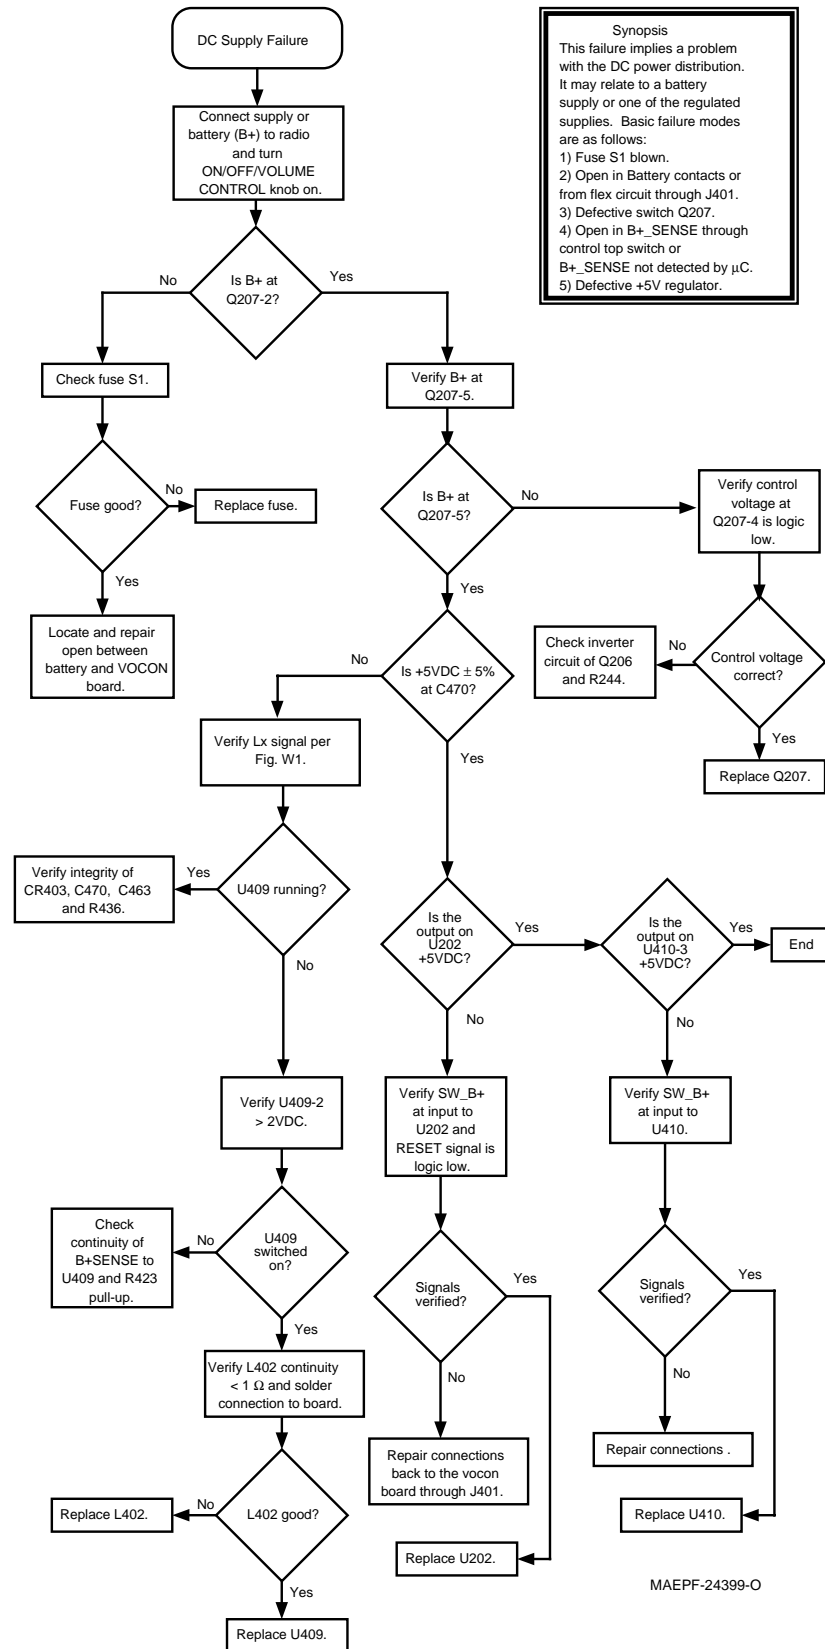 DC Supply Failure
Synopsis
This failure implies a problem
with the DC power distribution.
It may relate to a battery
supply or one of the regulated
supplies. Basic failure modes
are as follows:
1) Fuse S1 blown.
2) Open in Battery contacts or
from flex circuit through J401.
3) Defective switch Q207.
4) Open in B+_SENSE through
control top switch or
B+_SENSE not detected by µC.
5) Defective +5V regulator.
Connect supply or
battery (B+) to radio
and turn
ON/OFF/VOLUME
CONTROL knob on.
No
Is B+ at
Q207-2?
Yes
Check fuse S1.
Verify B+ at
Q207-5.
Fuse good?
No
Replace fuse.
Yes
Locate and repair
open between
battery and VOCON
board.
Is B+ at
Q207-5?
No
Verify control
voltage at
Q207-4 is logic
low.
Yes
Check inverter
circuit of Q206
and R244.
No
Control voltage
correct?
Yes
Replace Q207.
No
Is +5VDC ± 5%
at C470?
Yes
Verify Lx signal per
Fig. W1.
Verify integrity of
CR403, C470, C463
and R436.
Yes
U409 running?
No
Is the
output on
U202
+5VDC?
Yes
Is the
output on
U410-3
+5VDC?
Yes
End
No
No
Verify U409-2
> 2VDC.
Verify SW_B+
at input to
U202 and
RESET signal is
logic low.
Verify SW_B+
at input to
U410.
Check
continuity of
B+SENSE to
U409 and R423
pull-up.
No
U409
switched
on?
Yes
Signals
verified?
Yes
No
Signals
verified?
Yes
No
Verify L402 continuity
< 1 Ω and solder
connection to board.
Repair connections
back to the vocon
board through J401.
Repair connections .
Replace L402.
No
L402 good?
Yes
Replace U410.
Replace U202.
Replace U409.
MAEPF-24399-O